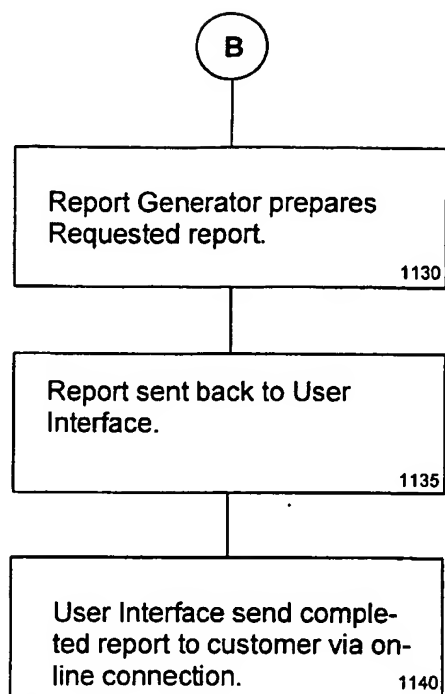 B
Report Generator prepares
Requested report.
1130
Report sent back to User
Interface.
1135
User Interface send comple-
ted report to customer via on-
line connection.
1140